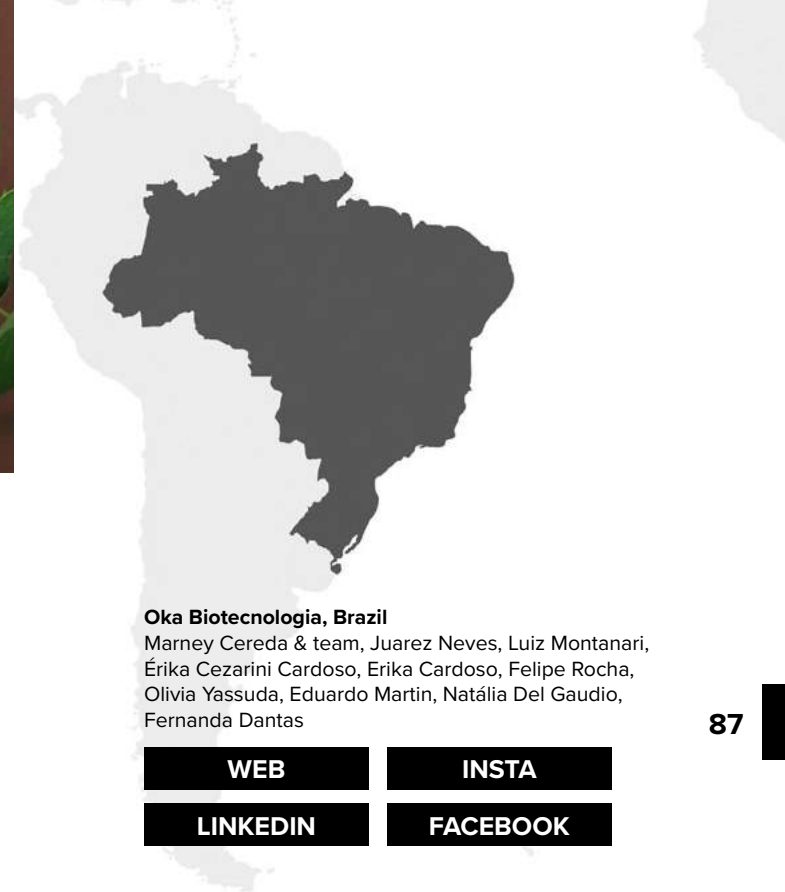 Oka Biotecnologia, Brazil
Marney Cereda & team, Juarez Neves, Luiz Montanari,
Érika Cezarini Cardoso, Erika Cardoso, Felipe Rocha,
Olivia Yassuda, Eduardo Martin, Natália Del Gaudio,
Fernanda Dantas
87
WEB
INSTA
LINKEDIN
FACEBOOK